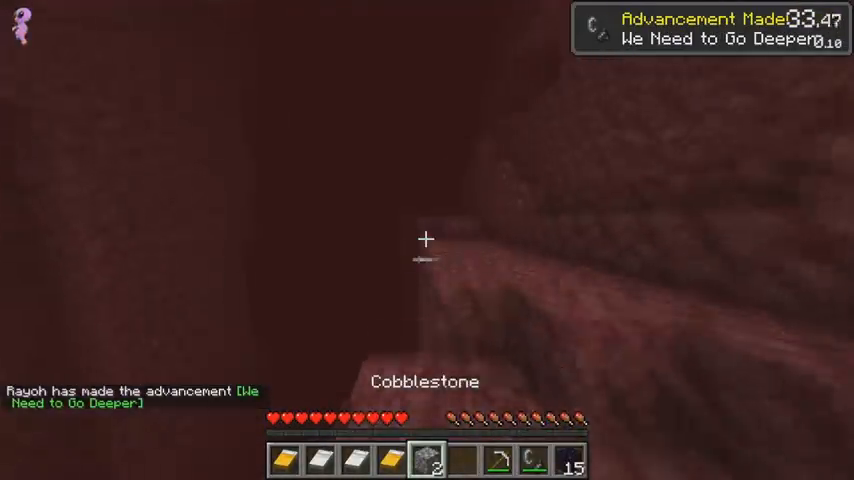 Advancement Made
33.47
We Need to Go Deeper
0.10
Cobblestone
Rayoh has made the advancement [We
Need to Go Deeper]
2
15